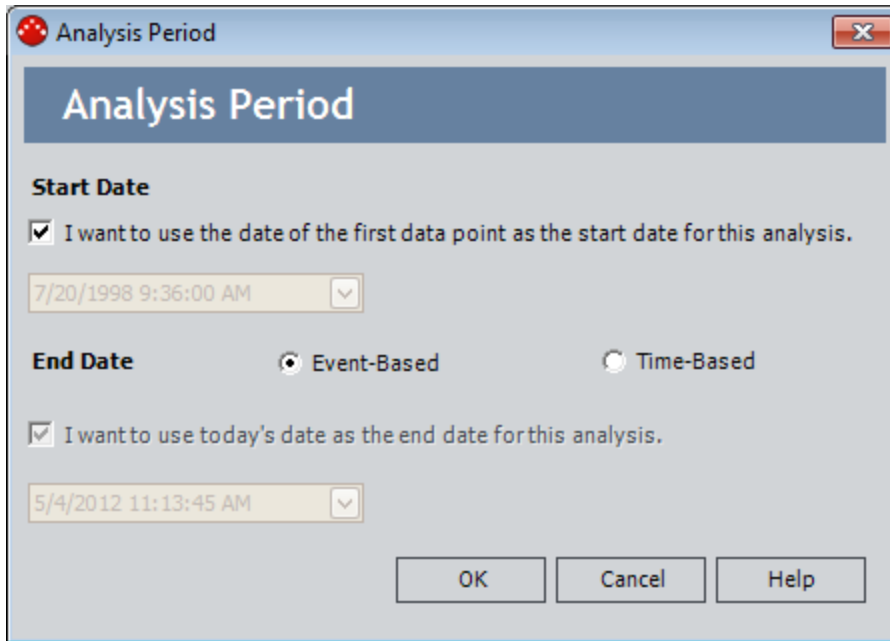 Analysis Period
Analysis Period
Start Date
I want to use the date of the first data point as the start date for this analysis.
7/20/1998 9:36:00 AM
End Date Event-Based Time-Based
I want to use today's date as the end date for this analysis.
5/4/2012 11:13:45 AM
OK Cancel Help